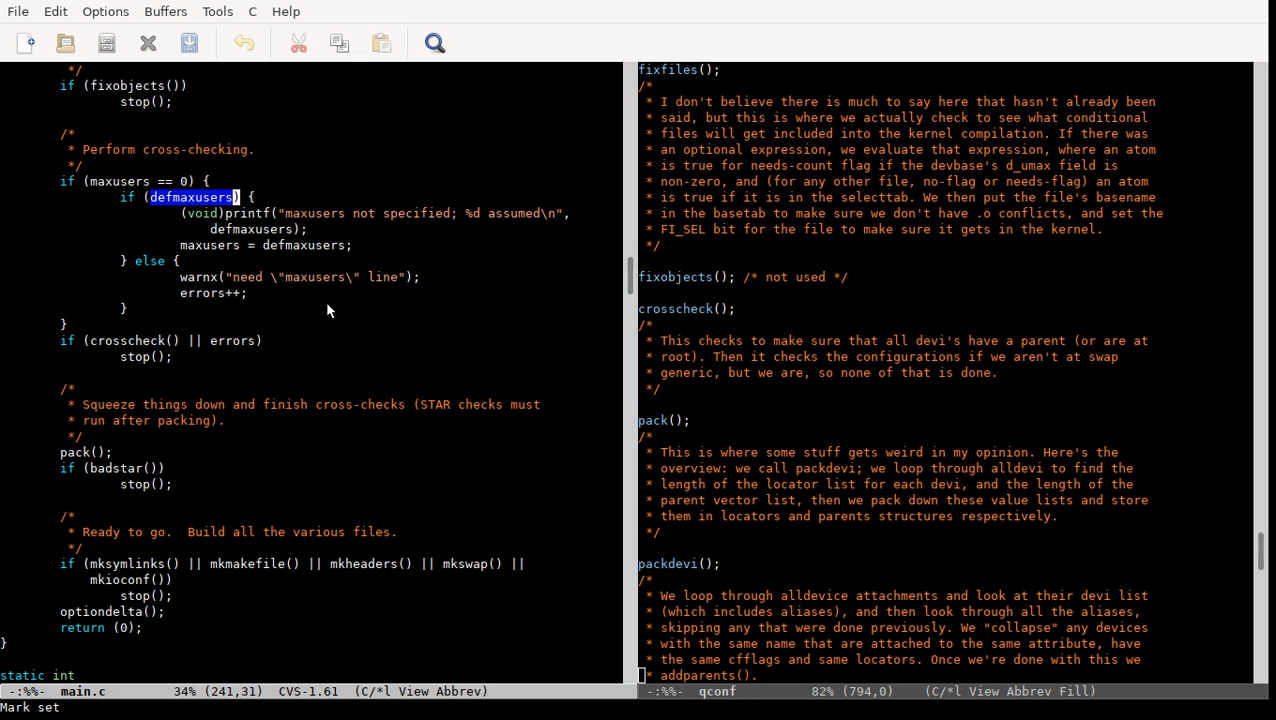 File Edit Options Buffers Tools C Help
*/
if (fixobjects())
stop();
/*
* Perform cross-checking.
*/
if (maxusers == 0) {
if (defmaxusers) {
(void)printf("maxusers not specified; %d assumed\n",
defmaxusers);
maxusers = defmaxusers;
} else {
warnx("need \"maxusers\" line");
errors++;
}
}
if (crosscheck() || errors)
stop();
/*
* Squeeze things down and finish cross-checks (STAR checks must
* run after packing).
*/
pack();
if (badstar())
stop();
/*
* Ready to go.  Build all the various files.
*/
if (mksymlinks() || mkmakefile() || mkheaders() || mkswap() ||
mkioconf())
stop();
optiondelta();
return (0);
}
static int
-:%%-  main.c         34% (241,31)   CVS-1.61  (C/*l View Abbrev)
fixfiles();
/*
* I don't believe there is much to say here that hasn't already been
* said, but this is where we actually check to see what conditional
* files will get included into the kernel compilation. If there was
* an optional expression, we evaluate that expression, where an atom
* is true for needs-count flag if the devbase's d_umax field is
* non-zero, and (for any other file, no-flag or needs-flag) an atom
* is true if it is in the selecttab. We then put the file's basename
* in the basetab to make sure we don't have .o conflicts, and set the
* FI_SEL bit for the file to make sure it gets in the kernel.
*/
fixobjects(); /* not used */
crosscheck();
/*
* This checks to make sure that all devi's have a parent (or are at
* root). Then it checks the configurations if we aren't at swap
* generic, but we are, so none of that is done.
*/
pack();
/*
* This is where some stuff gets weird in my opinion. Here's the
* overview: we call packdevi; we loop through alldevi to find the
* length of the locator list for each devi, and the length of the
* parent vector list, then we pack down these value lists and store
* them in locators and parents structures respectively.
*/
packdevi();
/*
* We loop through alldevice attachments and look at their devi list
* (which includes aliases), and then look through all the aliases,
* skipping any that were done previously. We "collapse" any devices
* with the same name that are attached to the same attribute, have
* the same cfflags and same locators. Once we're done with this we
* addparents().
-:%%-  qconf          82% (794,0)    (C/*l View Abbrev Fill)
Mark set